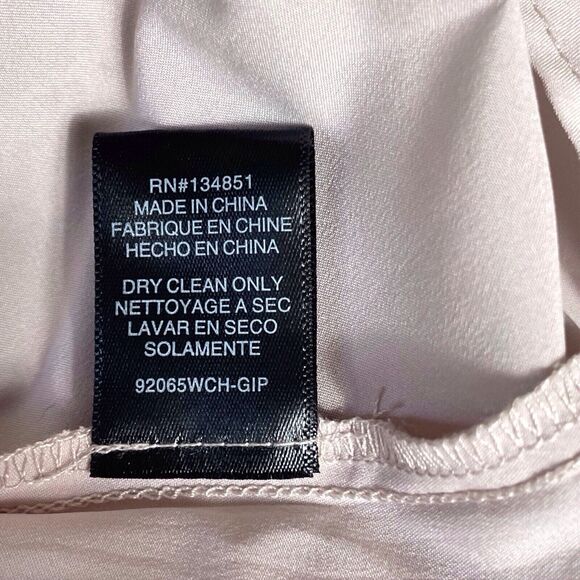 RN#134851
MADE IN CHINA
FABRIQUE EN CHINE
HECHO EN CHINA
DRY CLEAN ONLY
NETTOYAGE A SEC
LAVAR EN SECO
SOLAMENTE
92065WCH-GIP